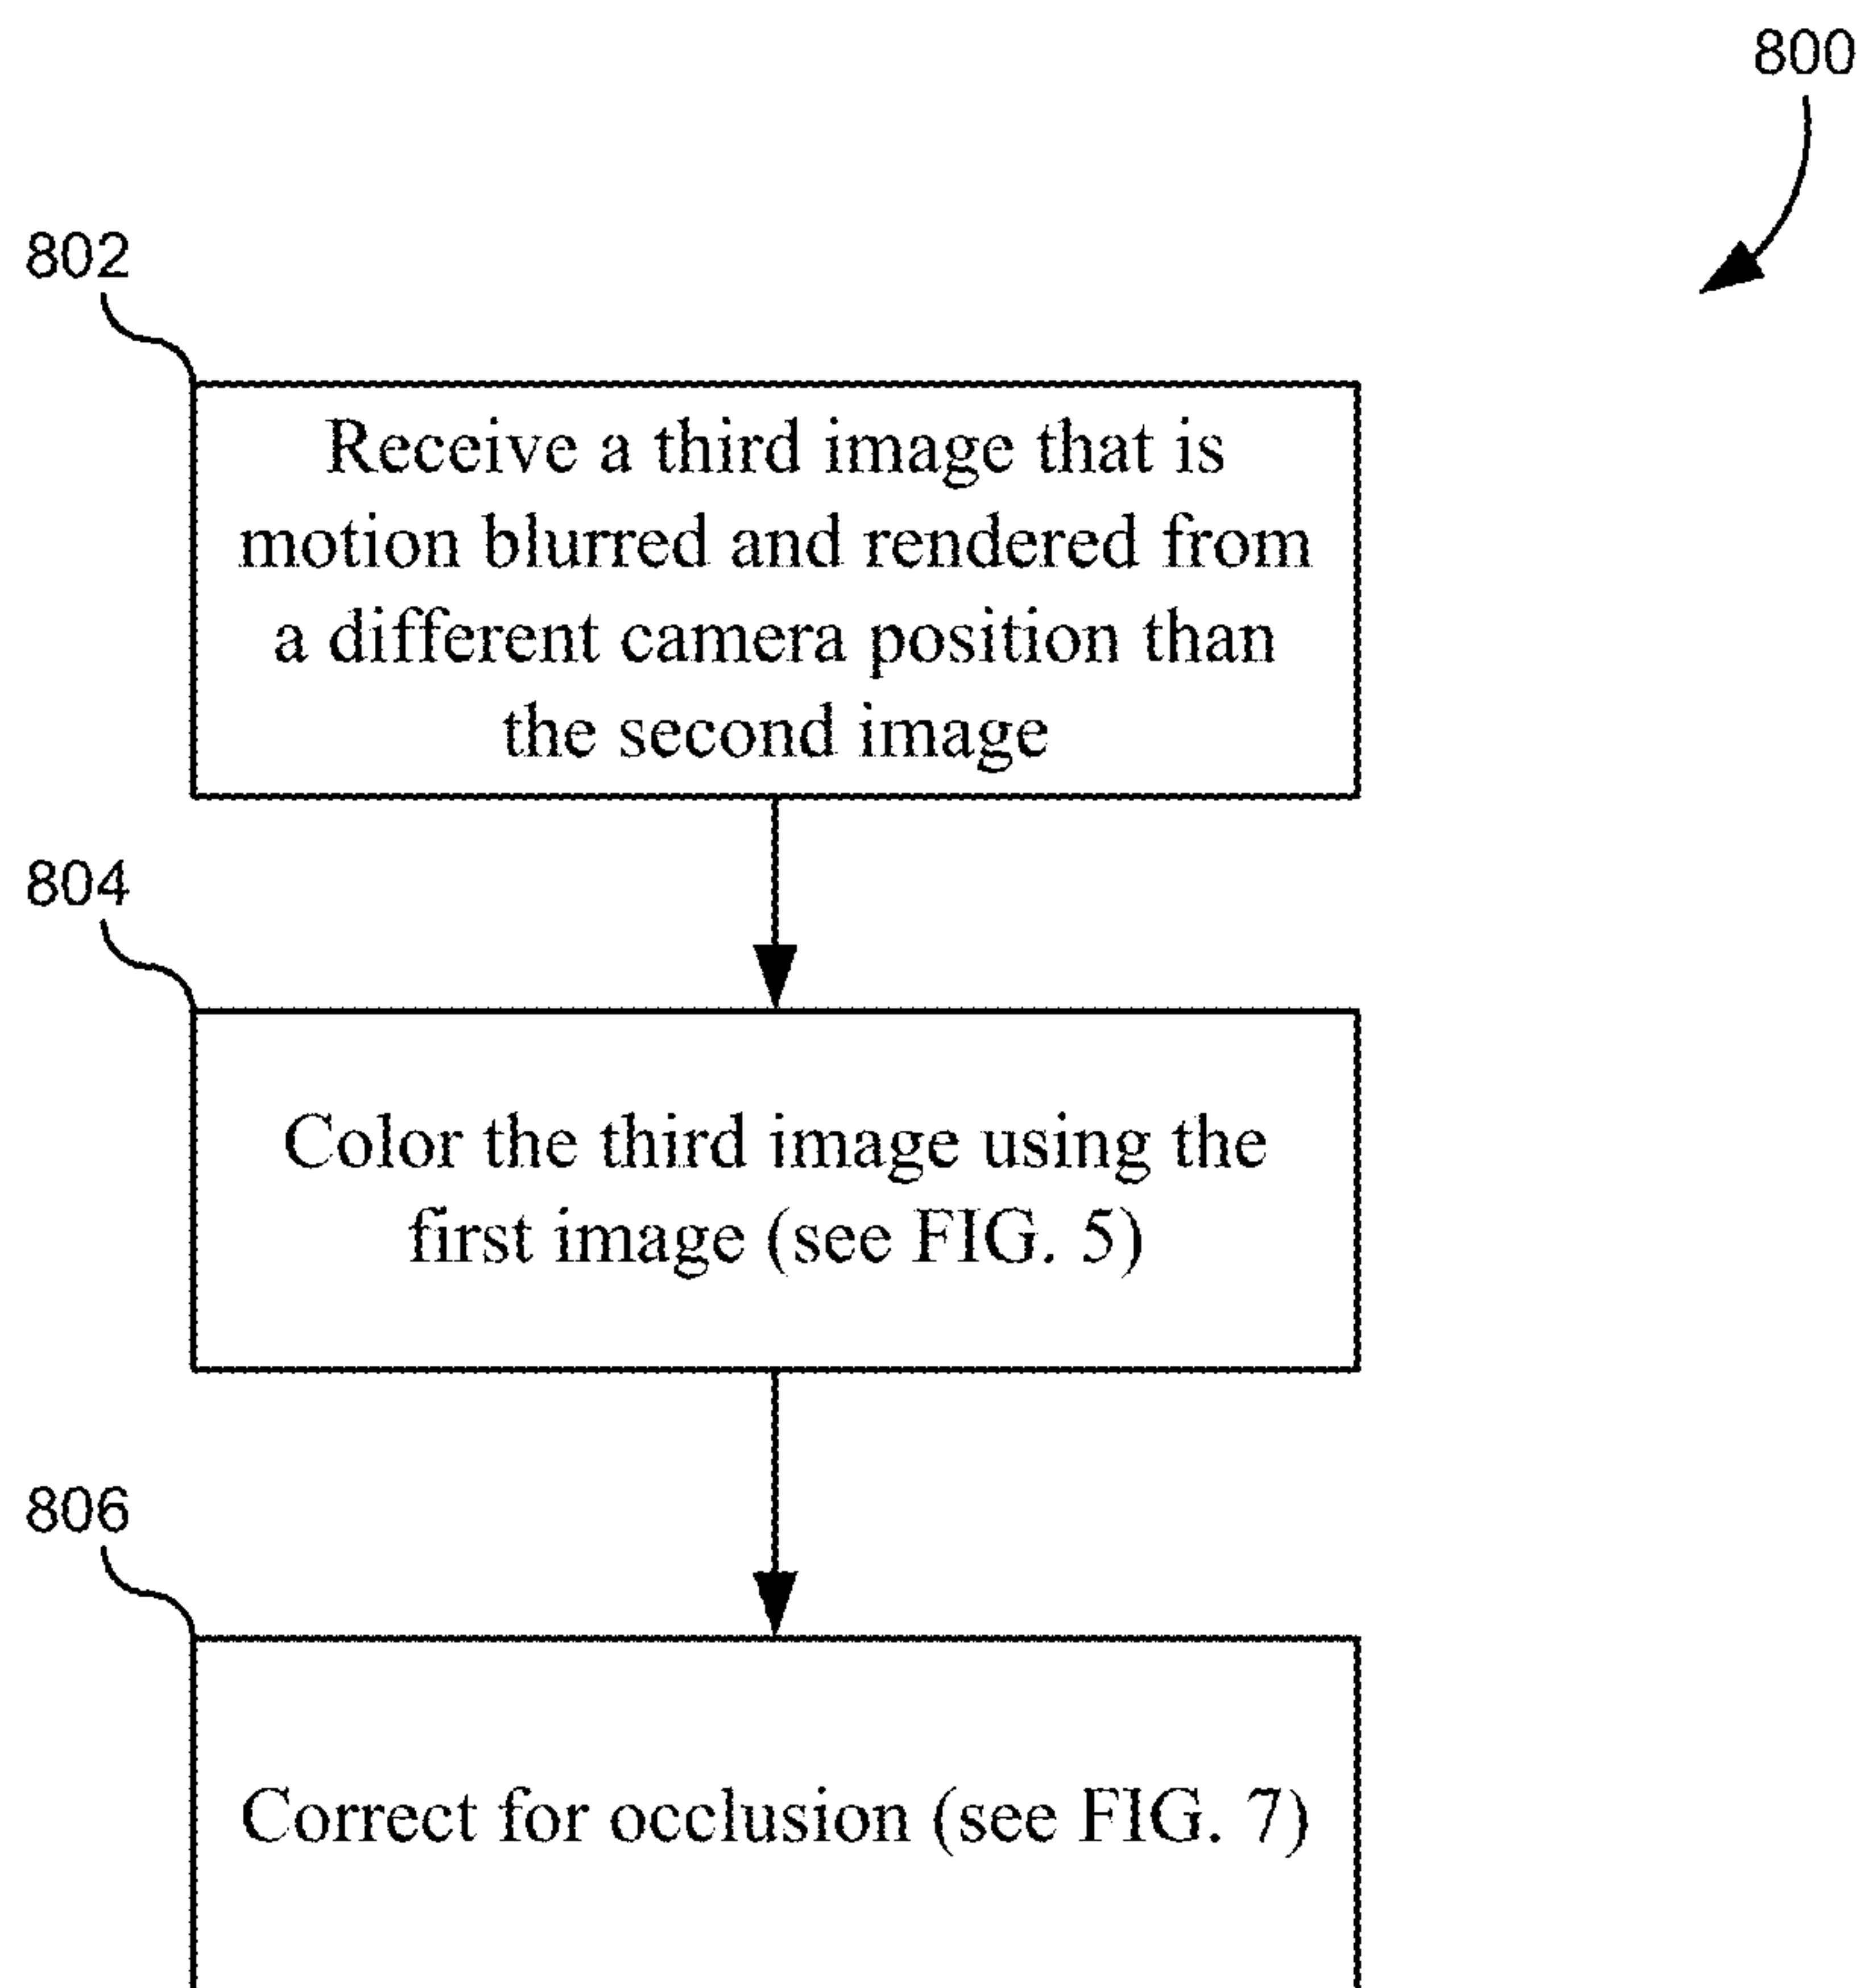 800
802
Receive a third image that is
motion blurred and rendered from
a different camera position than
the second image
804
Color the third image using the
first image (see FIG. 5)
806
Correct for occlusion (see FIG. 7)